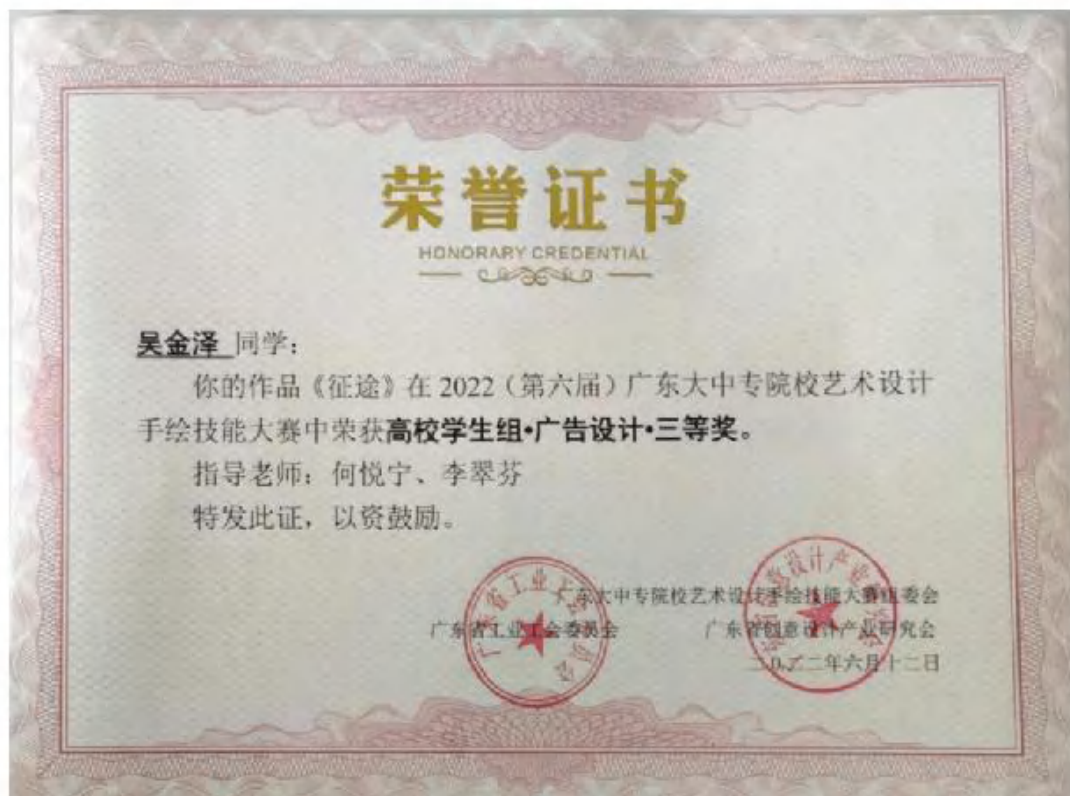 荣誉证书
HONORARY CREDENTIAL
吴金泽 同学：
你的作品《征途》在 2022（第六届）广东大中专院校艺术设计
手绘技能大赛中荣获高校学生组•广告设计•三等奖。
指导老师：何悦宁、李翠芬
特发此证，以资鼓励。
广东大中专院校艺术设计手绘技能大赛组委会
广东省工业工会委员会 广东省创意设计产业研究会
二〇二二年六月十二日